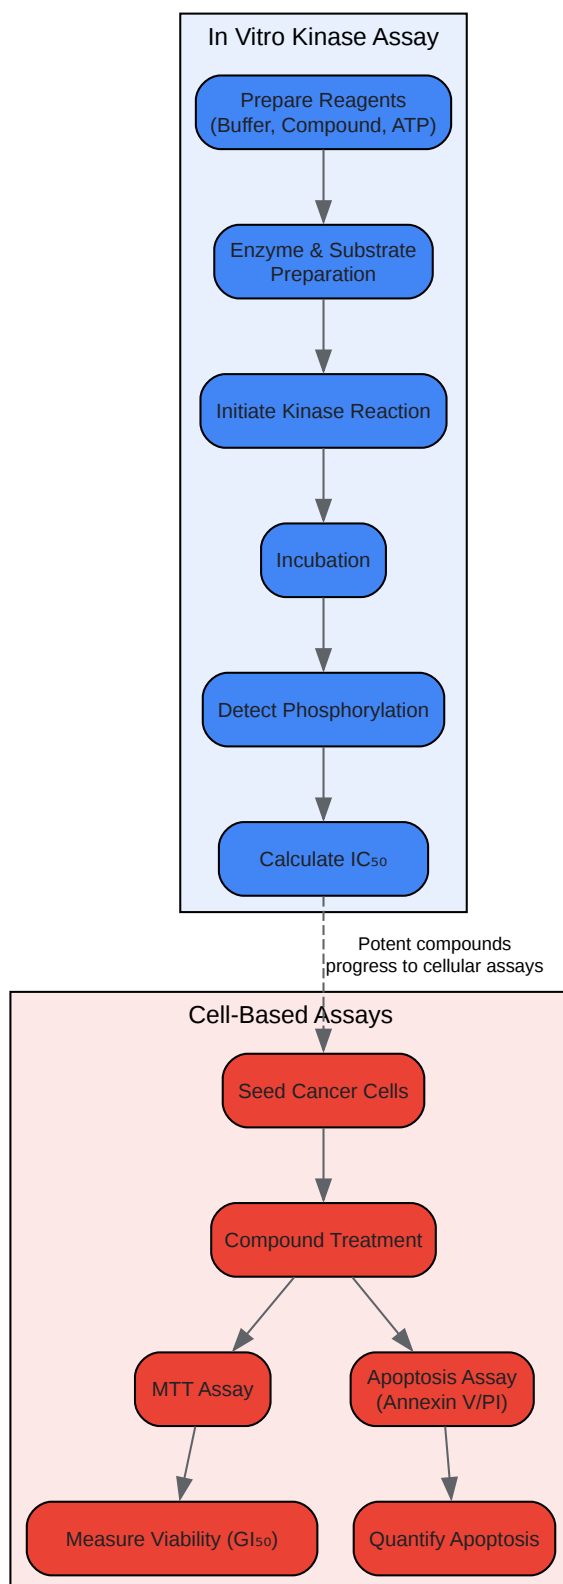 In Vitro Kinase Assay
Prepare Reagents
(Buffer, Compound, ATP)
Enzyme & Substrate
Preparation
Initiate Kinase Reaction
Incubation
Detect Phosphorylation
Calculate IC₅₀
Potent compounds
progress to cellular assays
Cell-Based Assays
Seed Cancer Cells
Compound Treatment
MTT Assay
Apoptosis Assay
(Annexin V/PI)
Measure Viability (GI₅₀)
Quantify Apoptosis